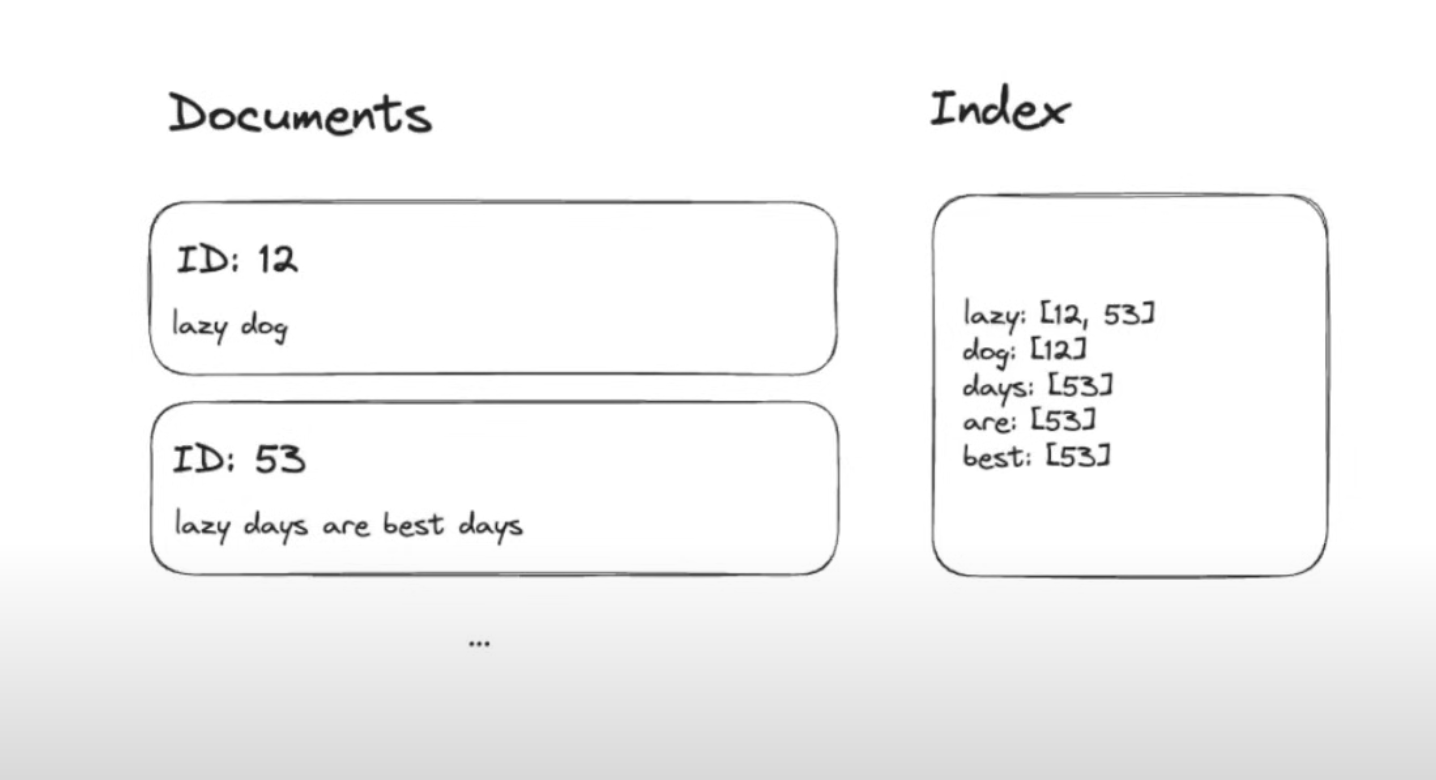 Documents
ID: 12
lazy dog
ID: 53
lazy days are best days
...
Index
lazy: [12, 53]
dog: [12]
days: [53]
are: [53]
best: [53]